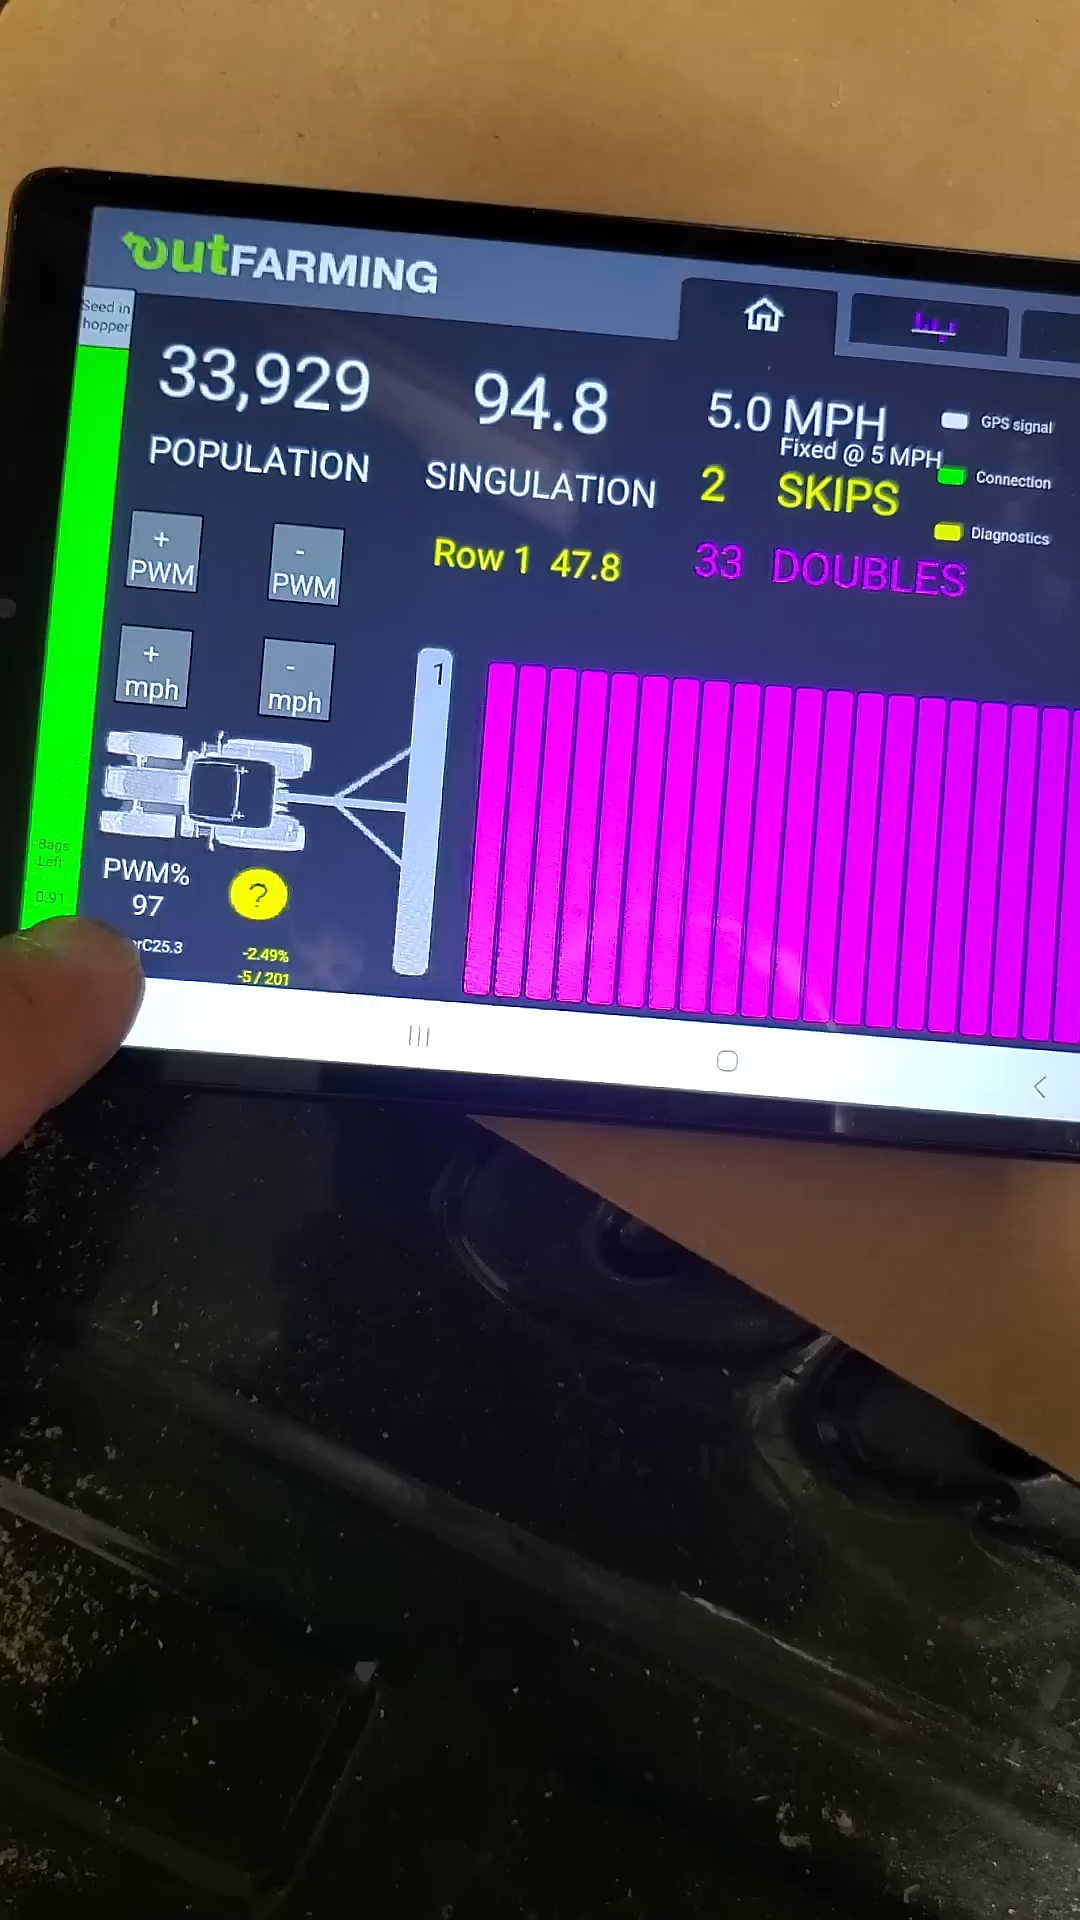 outFARMING
Seed in
hopper
33,929
POPULATION
94.8
SINGULATION
5.0 MPH
Fixed @ 5 MPH
GPS signal
Connection
Diagnostics
2 SKIPS
33 DOUBLES
Row 1 47.8
+
PWM
-
PWM
+
mph
-
mph
1
Bags
Left
0.91
PWM%
97
?
rC25.3
-2.49%
-5 / 201